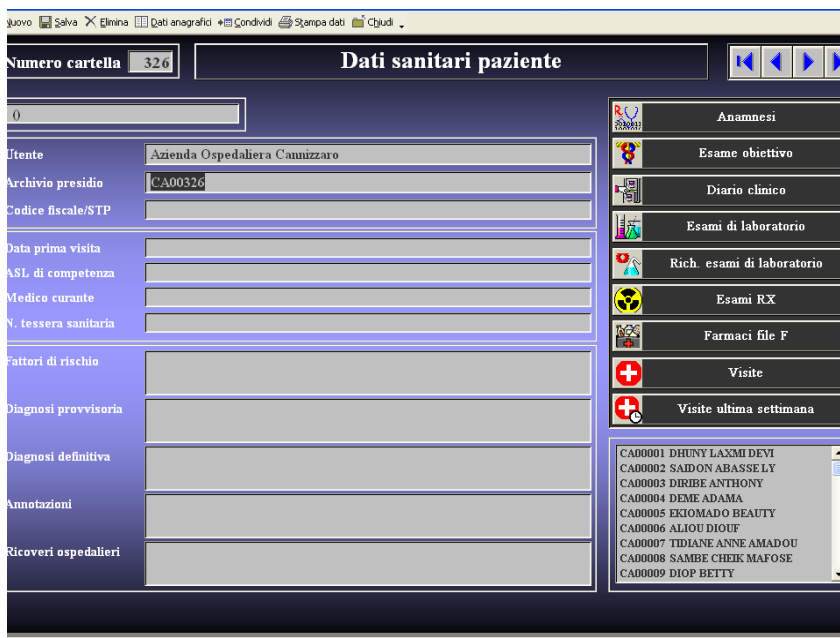 Nuovo Salva Elimina Dati anagrafici Condividi Stampa dati Chiudi
Numero cartella 326 Dati sanitari paziente
0
Utente Azienda Ospedaliera Cannizzaro
Archivio presidio CA00326
Codice fiscale/STP
Data prima visita
ASL di competenza
Medico curante
N. tessera sanitaria
Fattori di rischio
Diagnosi provvisoria
Diagnosi definitiva
Annotazioni
Ricoveri ospedalieri
Anamnesi
Esame obiettivo
Diario clinico
Esami di laboratorio
Rich. esami di laboratorio
Esami RX
Farmaci file F
Visite
Visite ultima settimana
CA00001 DHUNY LAXMI DEVI
CA00002 SAIDON ABASSE LY
CA00003 DIRIBE ANTHONY
CA00004 DEME ADAMA
CA00005 EKIOMADO BEAUTY
CA00006 ALIOU DIOUF
CA00007 TIDIANE ANNE AMADOU
CA00008 SAMBE CHEIK MAFOSE
CA00009 DIOP BETTY